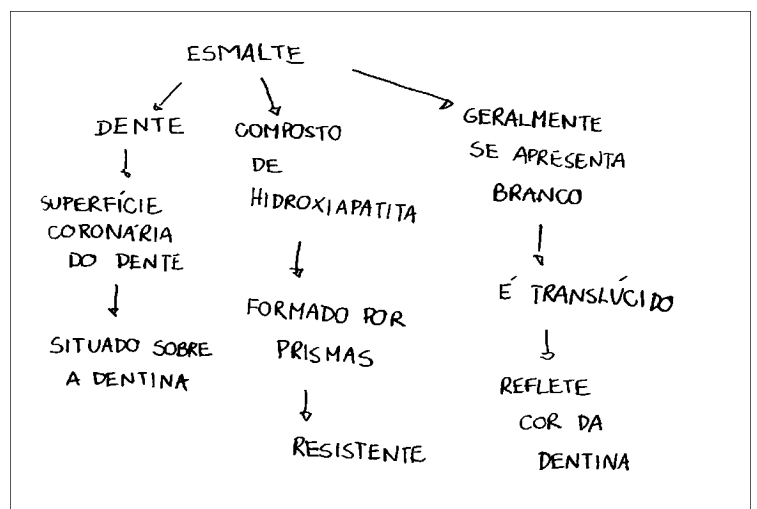 ESMALTE
DENTE
SUPERFÍCIE
CORONÁRIA
DO DENTE
SITUADO SOBRE
A DENTINA
COMPOSTO
DE
HIDROXIAPATITA
FORMADO POR
PRISMAS
RESISTENTE
GERALMENTE
SE APRESENTA
BRANCO
É TRANSLÚCIDO
REFLETE
COR DA
DENTINA